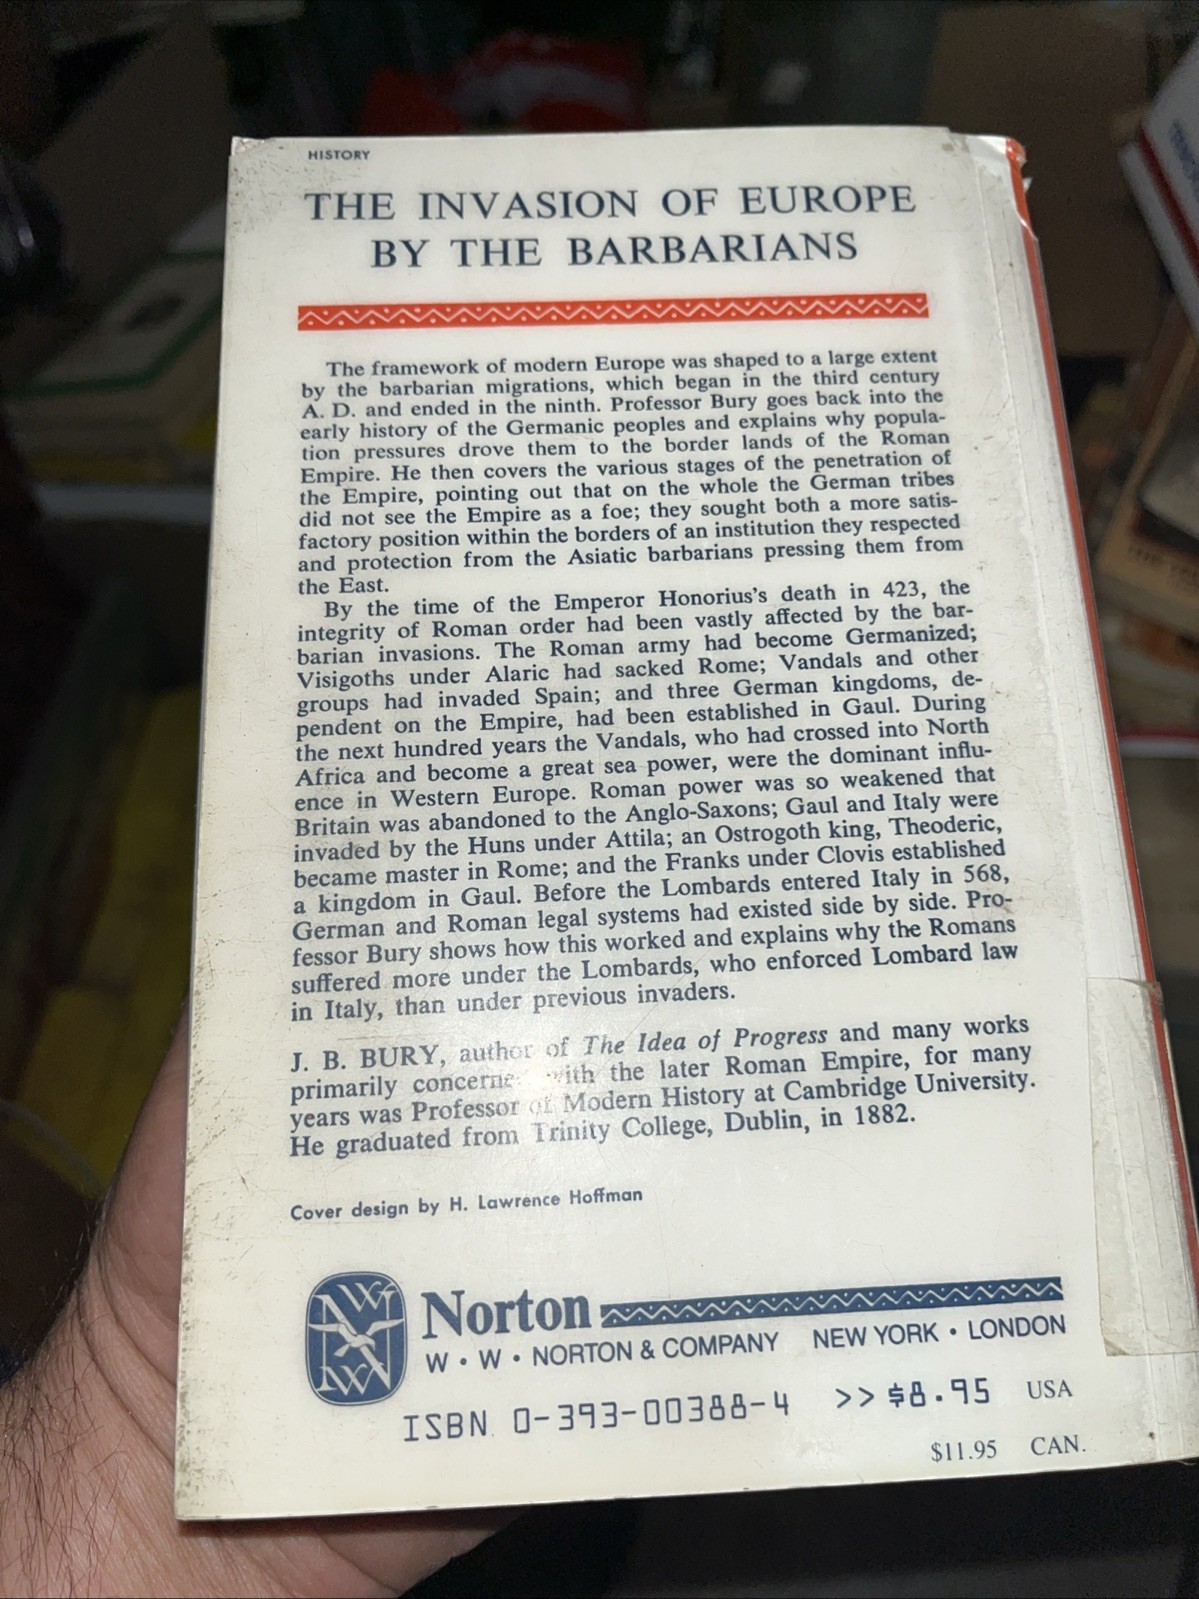 HISTORY
THE INVASION OF EUROPE
BY THE BARBARIANS
The framework of modern Europe was shaped to a large extent
by the barbarian migrations, which began in the third century
A. D. and ended in the ninth. Professor Bury goes back into the
early history of the Germanic peoples and explains why popula-
tion pressures drove them to the border lands of the Roman
Empire. He then covers the various stages of the penetration of
the Empire, pointing out that on the whole the German tribes
did not see the Empire as a foe; they sought both a more satis-
factory position within the borders of an institution they respected
and protection from the Asiatic barbarians pressing them from
the East.
By the time of the Emperor Honorius's death in 423, the
integrity of Roman order had been vastly affected by the bar-
barian invasions. The Roman army had become Germanized;
Visigoths under Alaric had sacked Rome; Vandals and other
groups had invaded Spain; and three German kingdoms, de-
pendent on the Empire, had been established in Gaul. During
the next hundred years the Vandals, who had crossed into North
Africa and become a great sea power, were the dominant influ-
ence in Western Europe. Roman power was so weakened that
Britain was abandoned to the Anglo-Saxons; Gaul and Italy were
invaded by the Huns under Attila; an Ostrogoth king, Theoderic,
became master in Rome; and the Franks under Clovis established
a kingdom in Gaul. Before the Lombards entered Italy in 568,
German and Roman legal systems had existed side by side. Pro-
fessor Bury shows how this worked and explains why the Romans
suffered more under the Lombards, who enforced Lombard law
in Italy, than under previous invaders.
J. B. BURY, author of The Idea of Progress and many works
primarily concerned with the later Roman Empire, for many
years was Professor of Modern History at Cambridge University.
He graduated from Trinity College, Dublin, in 1882.
Cover design by H. Lawrence Hoffman
Norton
W • W • NORTON & COMPANY NEW YORK • LONDON
ISBN 0-393-00388-4 >> $8.95 USA
$11.95 CAN.